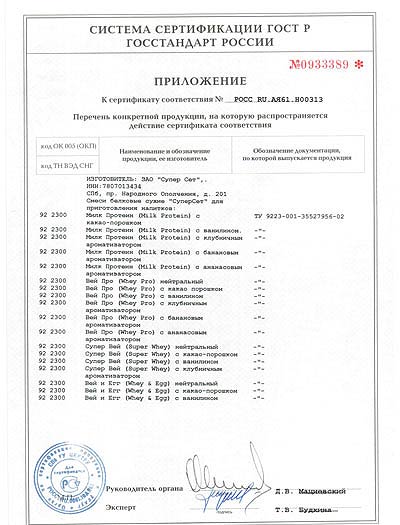 СИСТЕМА СЕРТИФИКАЦИИ ГОСТ Р
ГОССТАНДАРТ РОССИИ
№0933389 *
ПРИЛОЖЕНИЕ
К сертификату соответствия № РОСС RU.АЯ61.Н00313
Перечень конкретной продукции, на которую распространяется
действие сертификата соответствия
код ОК 005 (ОКП)
код ТН ВЭД СНГ
Наименование и обозначение
продукции, ее изготовитель
Обозначение документации,
по которой выпускается продукция
ИЗГОТОВИТЕЛЬ: ЗАО "Супер Сет",.
ИНН:7807013434
СПб, пр. Народного Ополчения, д. 201
Смеси белковые сухие "СуперСет" для
приготовления напитков:
92 2300 Милк Протеин (Milk Protein) с ТУ 9223-001-35527956-02
какао-порошком
92 2300 Милк Протеин (Milk Protein) с ванилином. -"-
92 2300 Милк Протеин (Milk Protein) с клубничным -"-
ароматизатором
92 2300 Милк Протеин (Milk Protein) с банановым -"-
ароматизатором
92 2300 Милк Протеин (Milk Protein) с ананасовым -"-
ароматизатором
92 2300 Вей Про (Whey Pro) нейтральный -"-
92 2300 Вей Про (Whey Pro) с какао порошком -"-
92 2300 Вей Про (Whey Pro) с ванилином -"-
92 2300 Вей Про (Whey Pro) с клубничным -"-
ароматизатором
92 2300 Вей Про (Whey Pro) с банановым -"-
ароматизатором
92 2300 Вей Про (Whey Pro) с ананасовым -"-
ароматизатором
92 2300 Супер Вей (Super Whey) нейтральный -"-
92 2300 Супер Вей (Super Whey) с какао-порошком -"-
92 2300 Супер Вей (Super Whey) с ванилином -"-
92 2300 Супер Вей (Super Whey) с клубничным -"-
ароматизатором
92 2300 Вей и Егг (Whey & Egg) нейтральный -"-
92 2300 Вей и Егг (Whey & Egg) с какао-порошком -"-
92 2300 Вей и Егг (Whey & Egg) с ванилином -"-
Руководитель органа
подпись
Д.В. Мациевский
Эксперт
подпись
Т.В. Будкина